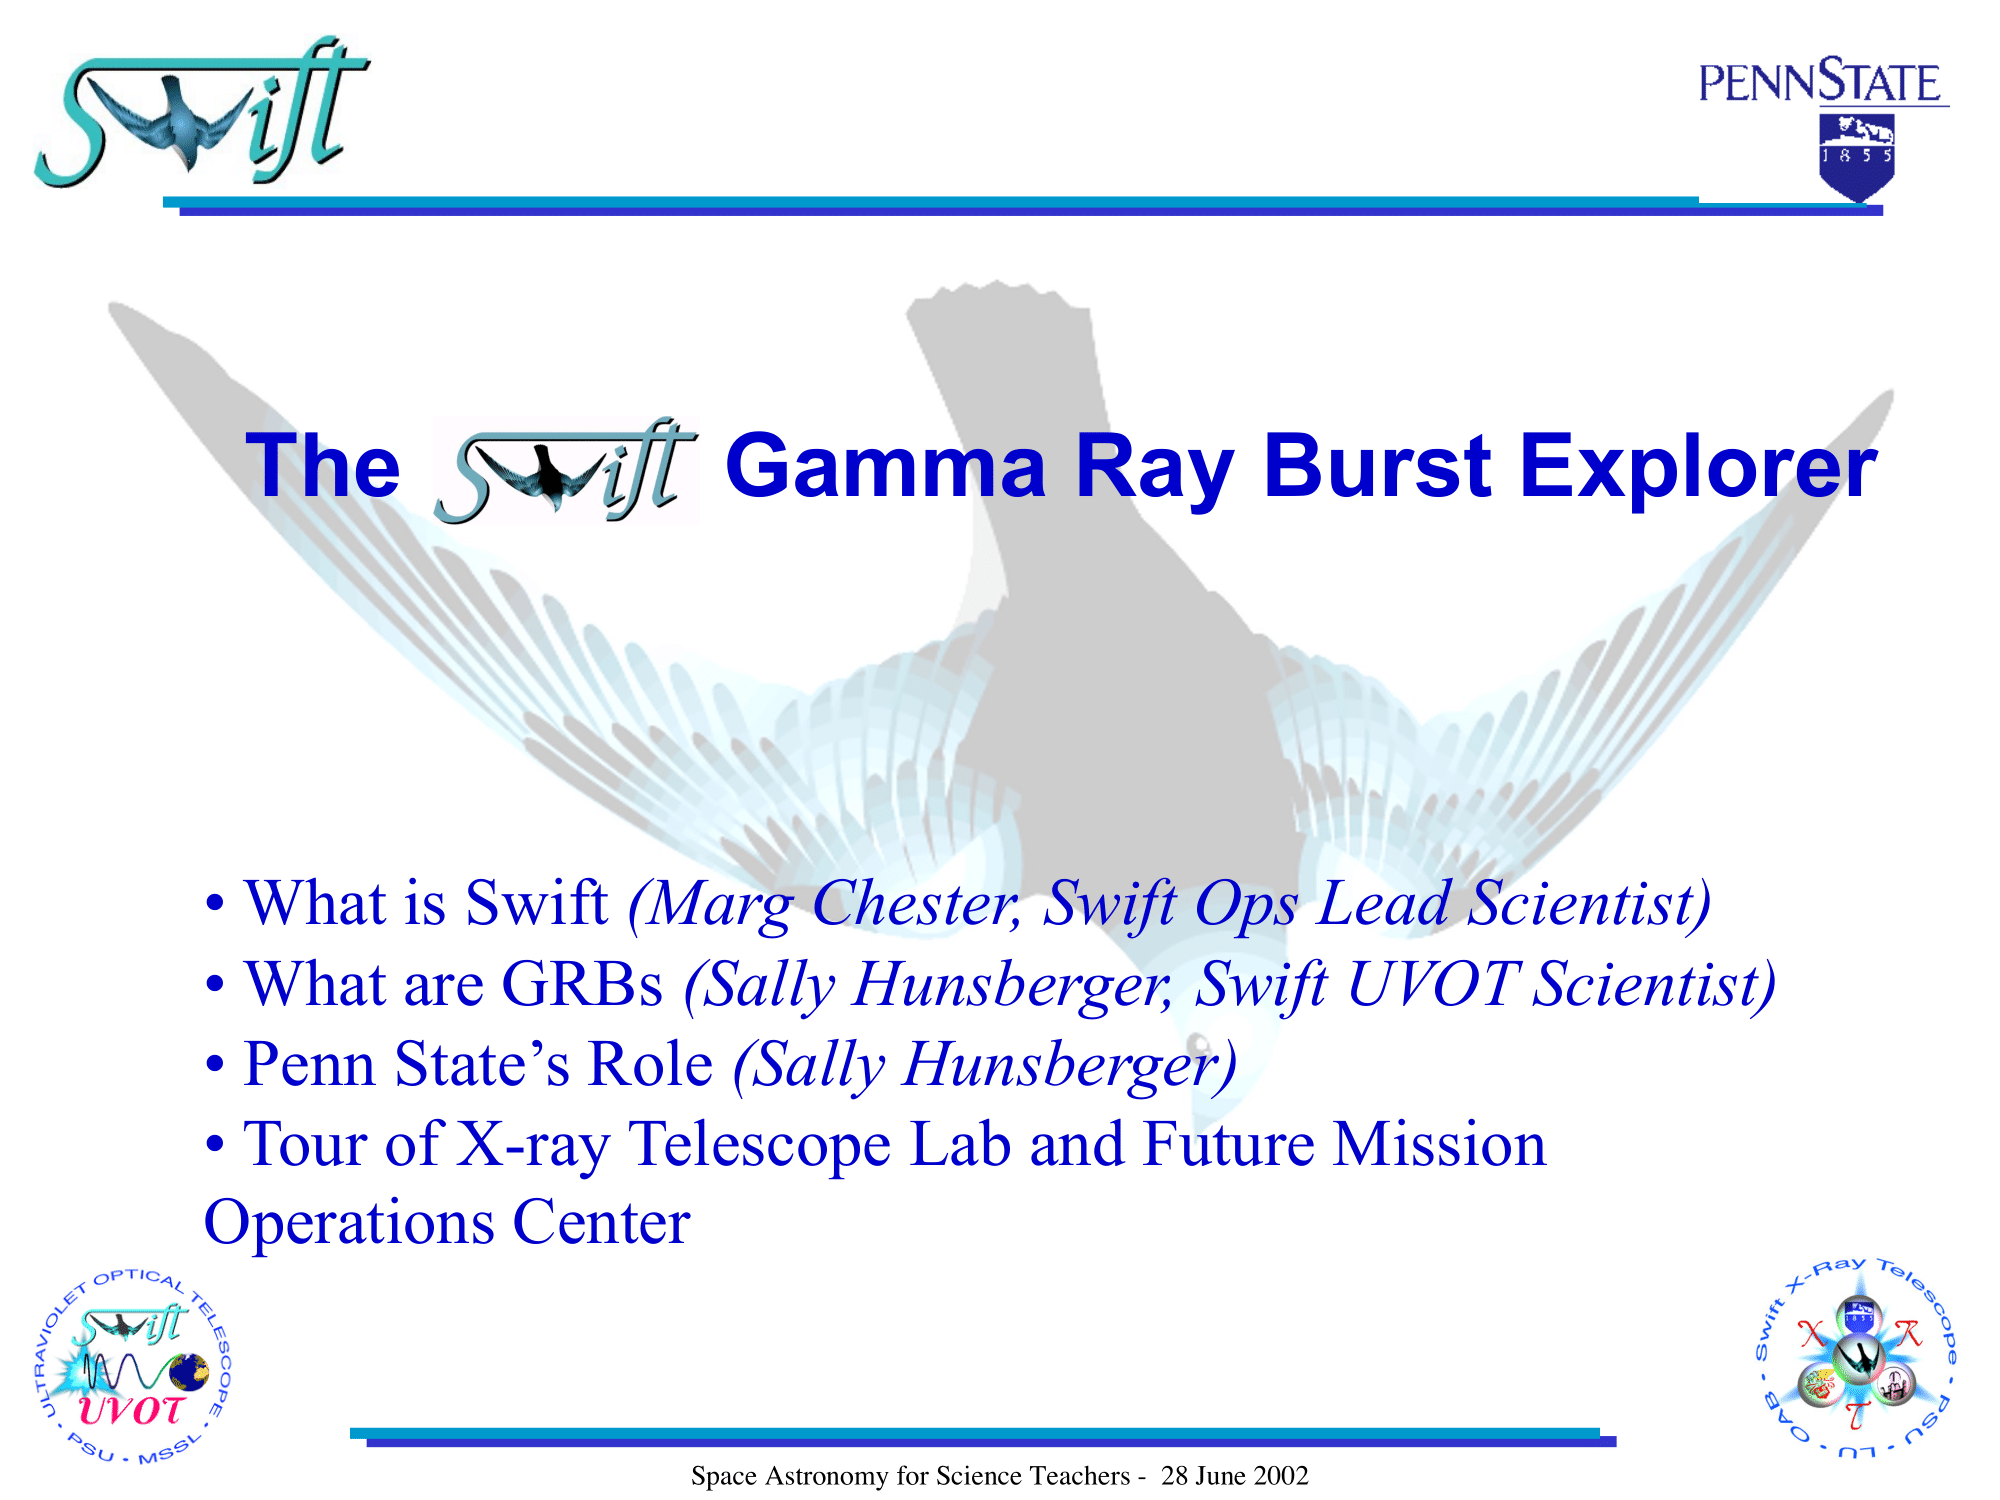 Swift
PENNSTATE
1855
The Swift Gamma Ray Burst Explorer
• What is Swift (Marg Chester, Swift Ops Lead Scientist)
• What are GRBs (Sally Hunsberger, Swift UVOT Scientist)
• Penn State’s Role (Sally Hunsberger)
• Tour of X-ray Telescope Lab and Future Mission
Operations Center
ULTRAVIOLET OPTICAL TELESCOPE • PSU • MSSL •
Swift
UVOT
Swift X-Ray Telescope • PSU • LU • OAB •
1855
X R
T
Space Astronomy for Science Teachers - 28 June 2002